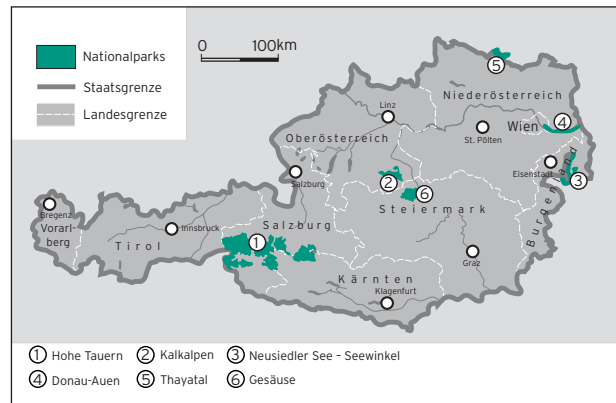 Nationalparks
Staatsgrenze
Landesgrenze
0 100km
5
Niederösterreich
Linz
Wien 4
St. Pölten
Oberösterreich
Eisenstadt
Salzburg
2
3
6
Burgenland
Steiermark
Bregenz
Vorarl-
berg
Innsbruck
Tirol
Salzburg
1
Graz
Kärnten
Klagenfurt
1 Hohe Tauern 2 Kalkalpen 3 Neusiedler See – Seewinkel
4 Donau-Auen 5 Thayatal 6 Gesäuse